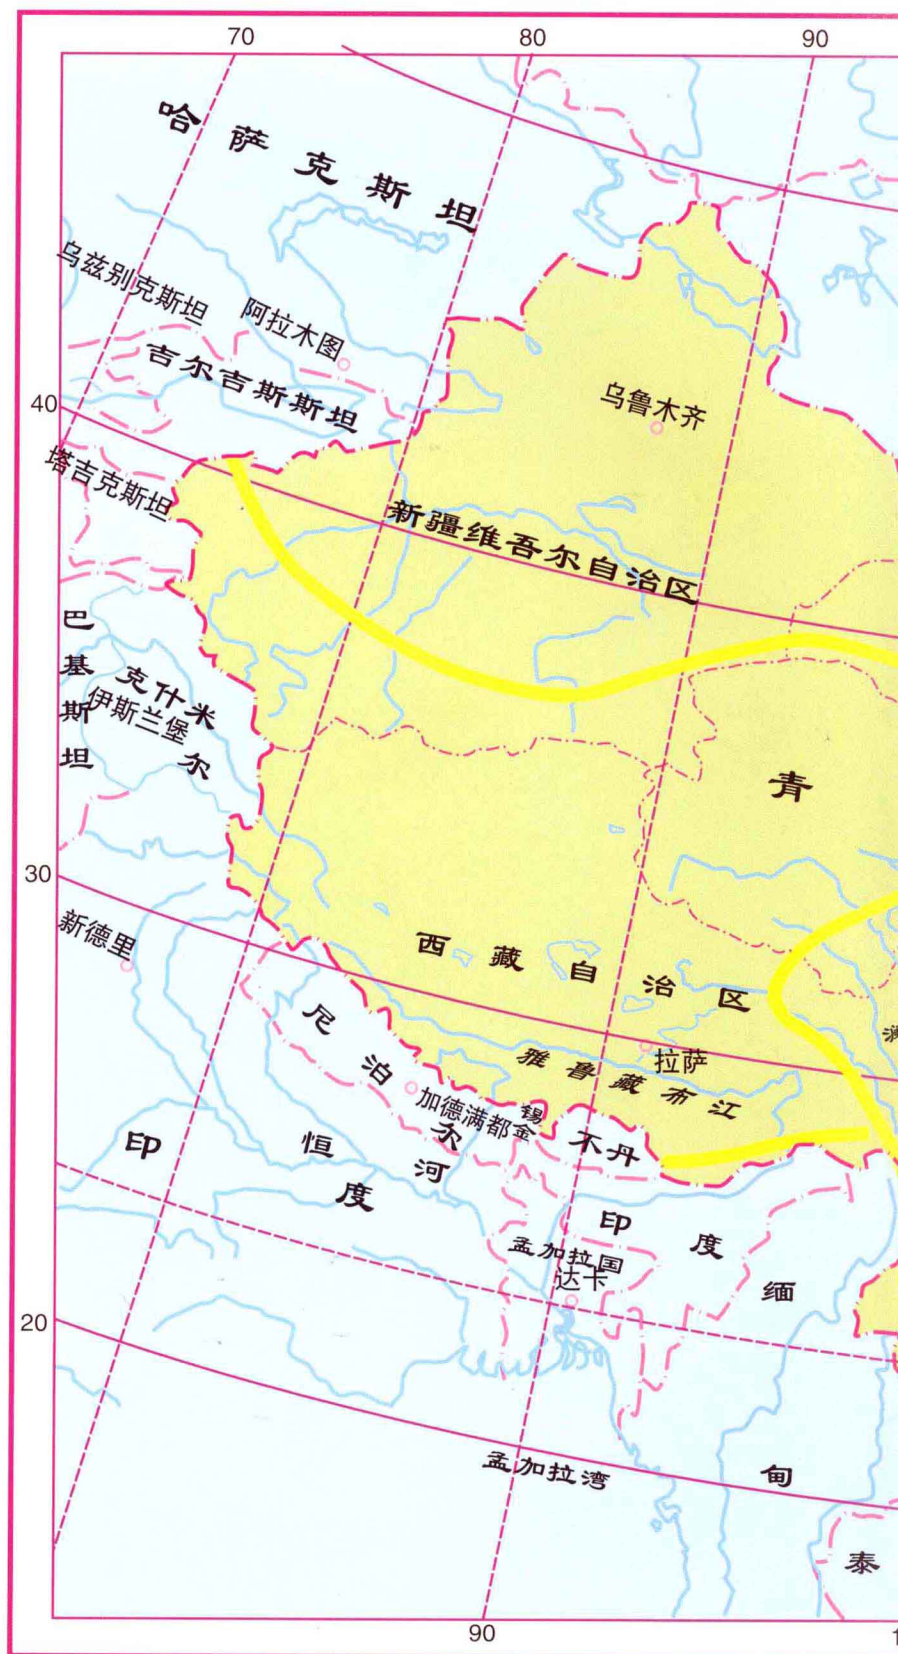 70
80
90
哈萨克斯坦
乌兹别克斯坦
阿拉木图
吉尔吉斯斯坦
乌鲁木齐
40
塔吉克斯坦
新疆维吾尔自治区
巴基斯坦
克什米尔
伊斯兰堡
青
30
新德里
西藏自治区
尼泊尔
雅鲁藏布江
拉萨
加德满都
锡金
不丹
印度
恒河
印度
孟加拉国
达卡
缅甸
20
孟加拉湾
泰
90
1